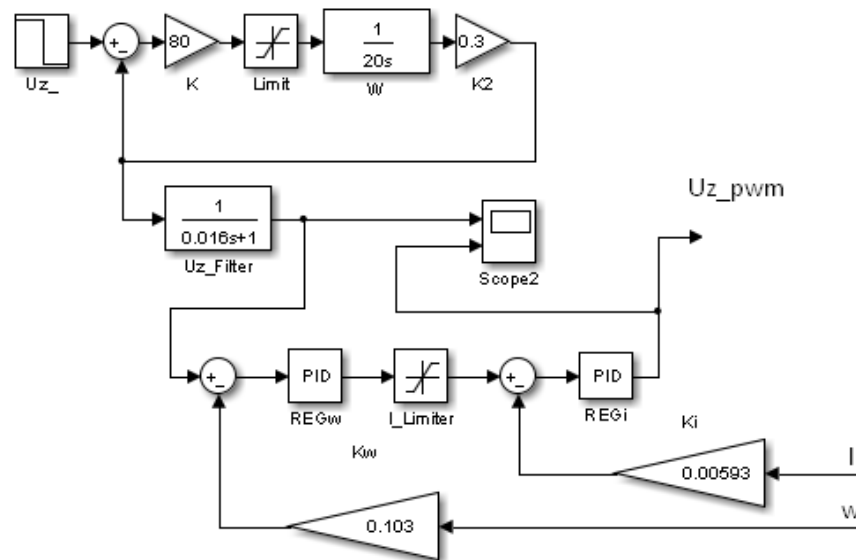 80
1
20s
0.3
Uz_
K
Limit
W
K2
Uz_pwm
1
0.016s+1
Uz_Filter
Scope2
PID
PID
REGw
I_Limiter
REGi
Kw
Ki
0.00593
I
0.103
w